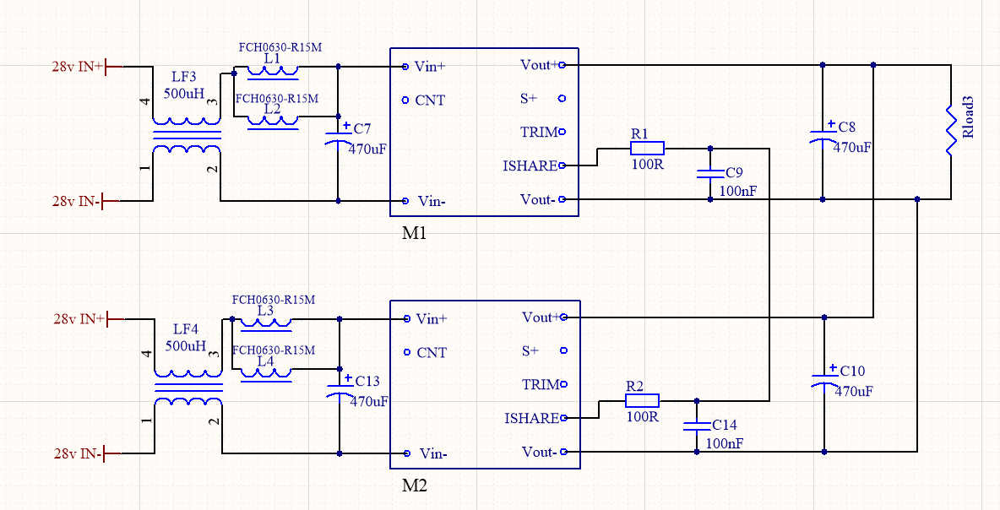 FCH0630-R15M
L1
28v IN+
LF3
500uH
4
3
FCH0630-R15M
L2
Vin+
CNT
C7
470uF
1
2
28v IN-
Vin-
M1
Vout+
S+
TRIM
ISHARE
Vout-
R1
100R
C9
100nF
C8
470uF
Rload3
FCH0630-R15M
L3
28v IN+
LF4
500uH
4
3
FCH0630-R15M
L4
Vin+
CNT
C13
470uF
1
2
28v IN-
Vin-
M2
Vout+
S+
TRIM
ISHARE
Vout-
R2
100R
C14
100nF
C10
470uF